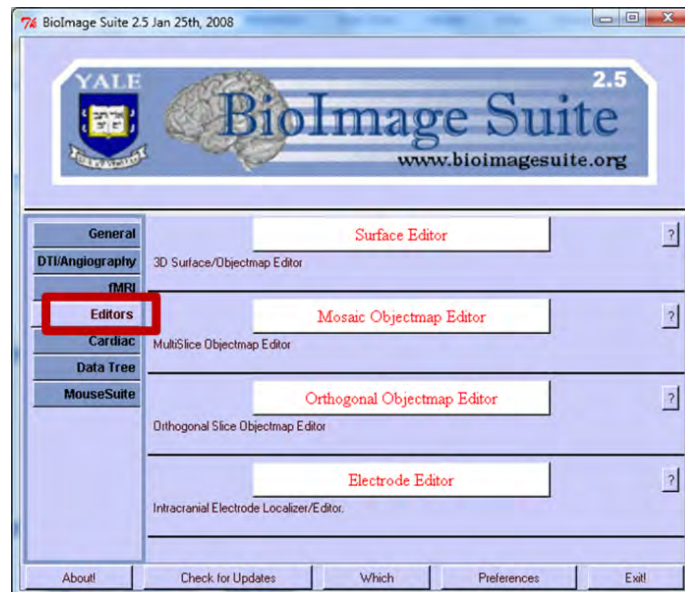 BioImage Suite 2.5 Jan 25th, 2008
YALE
2.5
BioImage Suite
www.bioimagesuite.org
General
DTI/Angiography
fMRI
Editors
Cardiac
Data Tree
MouseSuite
Surface Editor
?
3D Surface/Objectmap Editor
Mosaic Objectmap Editor
?
MultiSlice Objectmap Editor
Orthogonal Objectmap Editor
?
Orthogonal Slice Objectmap Editor
Electrode Editor
?
Intracranial Electrode Localizer/Editor.
About!
Check for Updates
Which
Preferences
Exit!